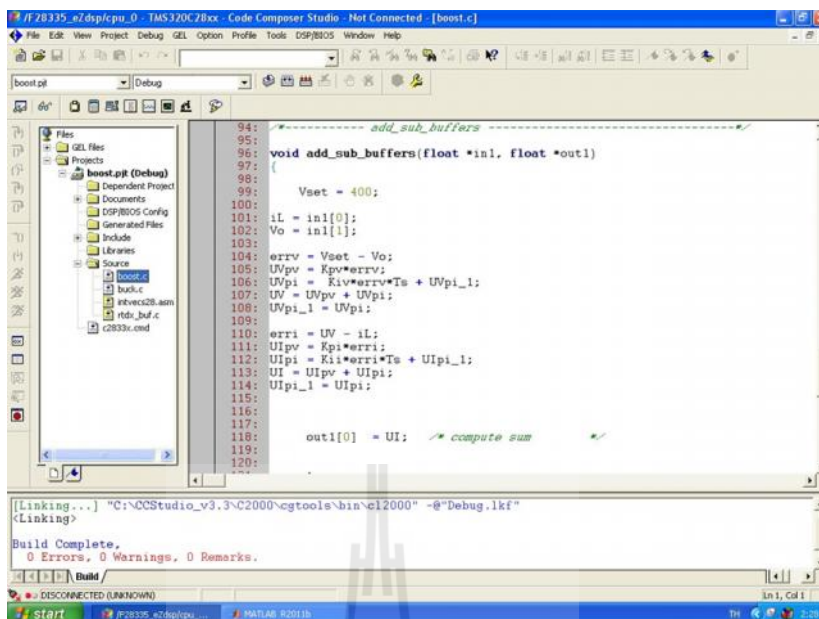 /F28335_eZdsp/cpu_0 - TMS320C28xx - Code Composer Studio - Not Connected - [boost.c]
File Edit View Project Debug GEL Option Profile Tools DSP/BIOS Window Help
boost.pjt Debug
Files
GEL files
Projects
boost.pjt (Debug)
Dependent Project
Documents
DSP/BIOS Config
Generated Files
Include
Libraries
Source
boost.c
buck.c
intvecs28.asm
rtdx_buf.c
c2833x.cmd
94: /*----------- add_sub_buffers ----------------------------------*/
95:
96: void add_sub_buffers(float *in1, float *out1)
97: {
98:
99: Vset = 400;
100:
101: iL = in1[0];
102: Vo = in1[1];
103:
104: errv = Vset - Vo;
105: UVpv = Kpv*errv;
106: UVpi = Kiv*errv*Ts + UVpi_1;
107: UV = UVpv + UVpi;
108: UVpi_1 = UVpi;
109:
110: erri = UV - iL;
111: UIpv = Kpi*erri;
112: UIpi = Kii*erri*Ts + UIpi_1;
113: UI = UIpv + UIpi;
114: UIpi_1 = UIpi;
115:
116:
117:
118: out1[0] = UI; /* compute sum */
119:
120:
[Linking...] "C:\CCStudio_v3.3\C2000\cgtools\bin\cl2000" -@"Debug.lkf"
<Linking>
Build Complete,
0 Errors, 0 Warnings, 0 Remarks.
Build
DISCONNECTED (UNKNOWN) Ln 1, Col 1
start /F28335_eZdsp/cpu ... MATLAB R2011b TH 2:28